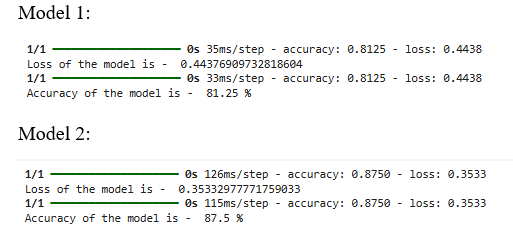 Model 1:
1/1 ━━━━━━━━━━━━━━━━━━━━ 0s 35ms/step - accuracy: 0.8125 - loss: 0.4438
Loss of the model is -  0.44376909732818604
1/1 ━━━━━━━━━━━━━━━━━━━━ 0s 33ms/step - accuracy: 0.8125 - loss: 0.4438
Accuracy of the model is -  81.25 %
Model 2:
1/1 ━━━━━━━━━━━━━━━━━━━━ 0s 126ms/step - accuracy: 0.8750 - loss: 0.3533
Loss of the model is -  0.35332977771759033
1/1 ━━━━━━━━━━━━━━━━━━━━ 0s 115ms/step - accuracy: 0.8750 - loss: 0.3533
Accuracy of the model is -  87.5 %